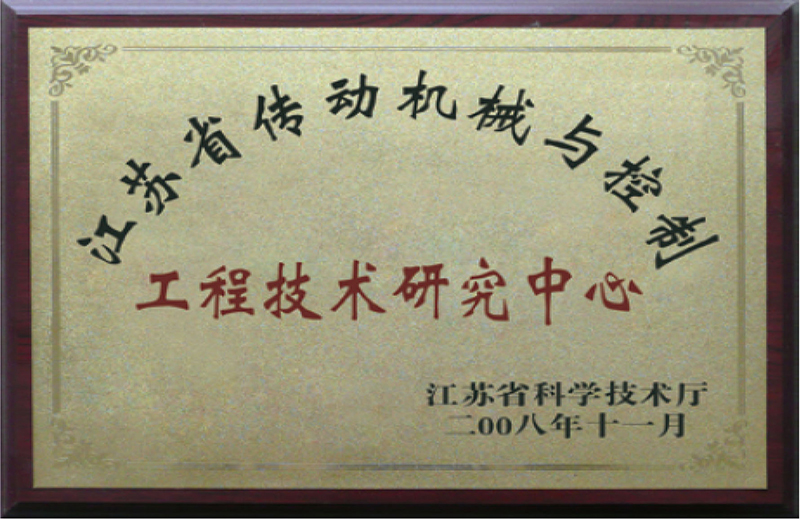 江苏省传动机械与控制
工程技术研究中心
江苏省科学技术厅
二00八年十一月